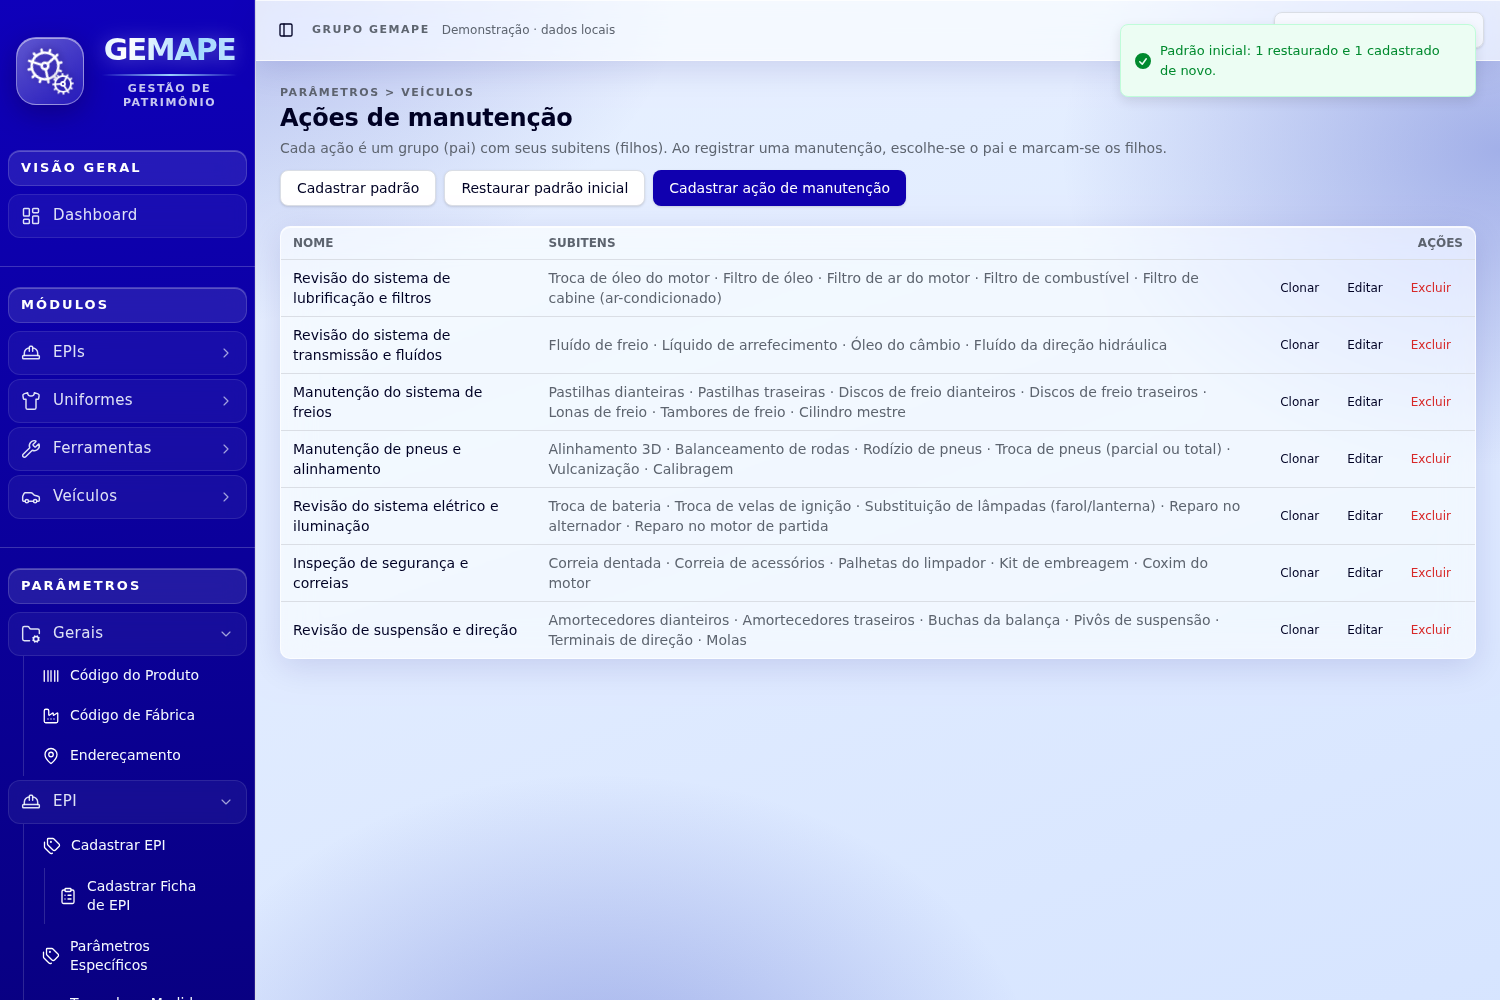 GEMAPE
GESTÃO DE
PATRIMÔNIO
VISÃO GERAL
Dashboard
MÓDULOS
EPIs
Uniformes
Ferramentas
Veículos
PARÂMETROS
Gerais
Código do Produto
Código de Fábrica
Endereçamento
EPI
Cadastrar EPI
Cadastrar Ficha
de EPI
Parâmetros
Específicos
GRUPO GEMAPE Demonstração · dados locais
Padrão inicial: 1 restaurado e 1 cadastrado
de novo.
PARÂMETROS > VEÍCULOS
Ações de manutenção
Cada ação é um grupo (pai) com seus subitens (filhos). Ao registrar uma manutenção, escolhe-se o pai e marcam-se os filhos.
Cadastrar padrão Restaurar padrão inicial Cadastrar ação de manutenção
NOME SUBITENS AÇÕES
Revisão do sistema de
lubrificação e filtros
Troca de óleo do motor · Filtro de óleo · Filtro de ar do motor · Filtro de combustível · Filtro de
cabine (ar-condicionado)
Clonar Editar Excluir
Revisão do sistema de
transmissão e fluídos
Fluído de freio · Líquido de arrefecimento · Óleo do câmbio · Fluído da direção hidráulica
Clonar Editar Excluir
Manutenção do sistema de
freios
Pastilhas dianteiras · Pastilhas traseiras · Discos de freio dianteiros · Discos de freio traseiros ·
Lonas de freio · Tambores de freio · Cilindro mestre
Clonar Editar Excluir
Manutenção de pneus e
alinhamento
Alinhamento 3D · Balanceamento de rodas · Rodízio de pneus · Troca de pneus (parcial ou total) ·
Vulcanização · Calibragem
Clonar Editar Excluir
Revisão do sistema elétrico e
iluminação
Troca de bateria · Troca de velas de ignição · Substituição de lâmpadas (farol/lanterna) · Reparo no
alternador · Reparo no motor de partida
Clonar Editar Excluir
Inspeção de segurança e
correias
Correia dentada · Correia de acessórios · Palhetas do limpador · Kit de embreagem · Coxim do
motor
Clonar Editar Excluir
Revisão de suspensão e direção
Amortecedores dianteiros · Amortecedores traseiros · Buchas da balança · Pivôs de suspensão ·
Terminais de direção · Molas
Clonar Editar Excluir